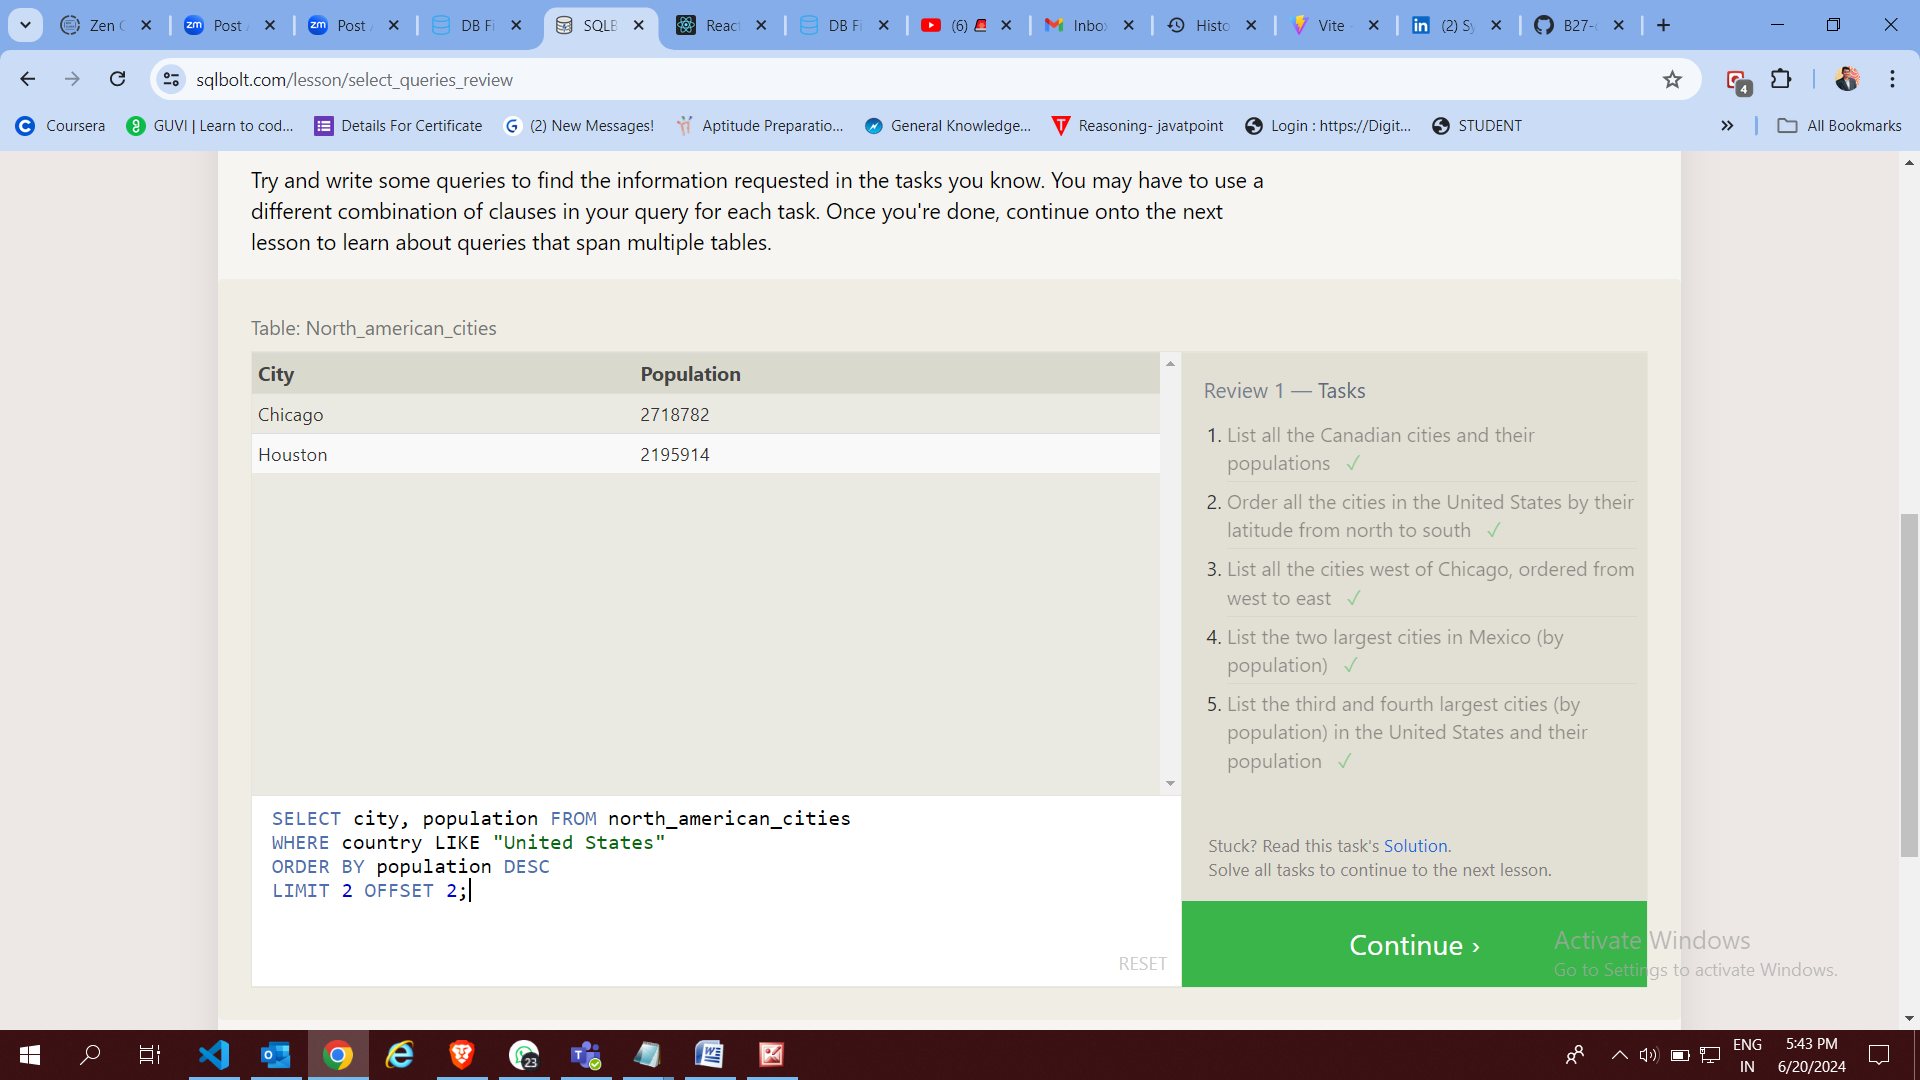 Zen C
Post
Post
DB Fi
SQLB
React
DB Fi
(6)
Inbo
Histo
Vite
(2) Sy
B27-
sqlbolt.com/lesson/select_queries_review
4
Coursera
GUVI | Learn to cod...
Details For Certificate
(2) New Messages!
Aptitude Preparatio...
General Knowledge...
Reasoning- javatpoint
Login : https://Digit...
STUDENT
All Bookmarks
Try and write some queries to find the information requested in the tasks you know. You may have to use a
different combination of clauses in your query for each task. Once you're done, continue onto the next
lesson to learn about queries that span multiple tables.
Table: North_american_cities
City Population
Chicago 2718782
Houston 2195914
SELECT city, population FROM north_american_cities
WHERE country LIKE "United States"
ORDER BY population DESC
LIMIT 2 OFFSET 2;
RESET
Review 1 — Tasks
1. List all the Canadian cities and their
populations ✓
2. Order all the cities in the United States by their
latitude from north to south ✓
3. List all the cities west of Chicago, ordered from
west to east ✓
4. List the two largest cities in Mexico (by
population) ✓
5. List the third and fourth largest cities (by
population) in the United States and their
population ✓
Stuck? Read this task's Solution.
Solve all tasks to continue to the next lesson.
Continue ›
Activate Windows
Go to Settings to activate Windows.
23
ENG
IN
5:43 PM
6/20/2024